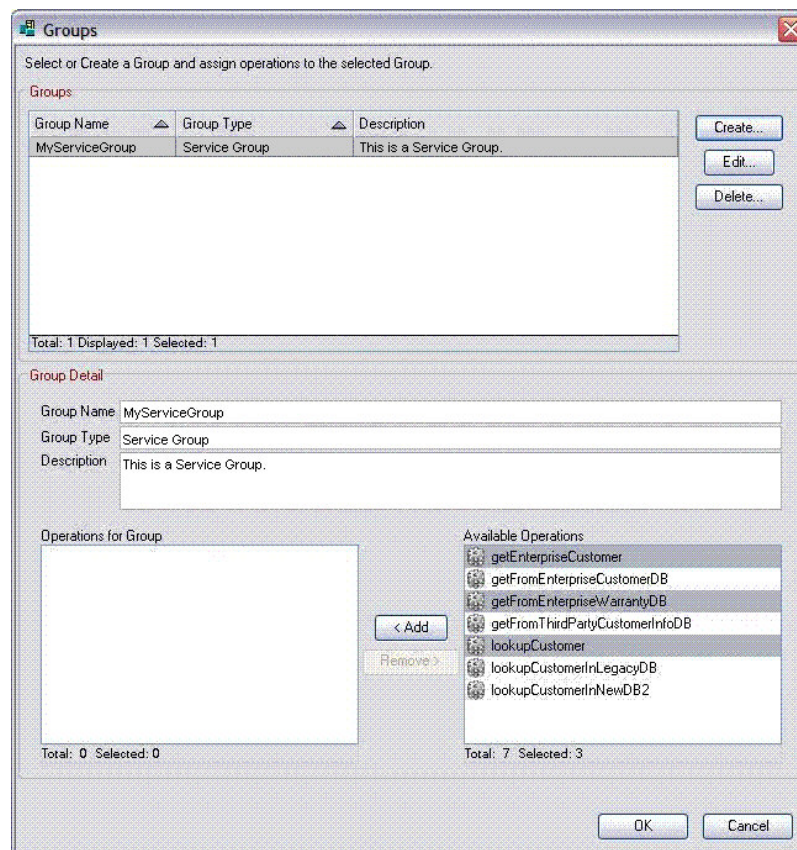 Groups
Select or Create a Group and assign operations to the selected Group.
Groups
Group Name Group Type Description
MyServiceGroup Service Group This is a Service Group.
Create...
Edit...
Delete...
Total: 1 Displayed: 1 Selected: 1
Group Detail
Group Name MyServiceGroup
Group Type Service Group
Description This is a Service Group.
Operations for Group
Available Operations
getEnterpriseCustomer
getFromEnterpriseCustomerDB
getFromEnterpriseWarrantyDB
getFromThirdPartyCustomerInfoDB
lookupCustomer
lookupCustomerInLegacyDB
lookupCustomerInNewDB2
< Add
Remove >
Total: 0 Selected: 0
Total: 7 Selected: 3
OK
Cancel